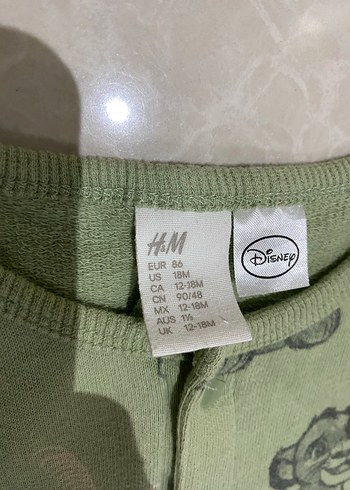 H&M
EUR 86
US 18M
CA 12-18M
CN 90/48
MX 12-18M
AUS 1½
UK 12-18M
Disney